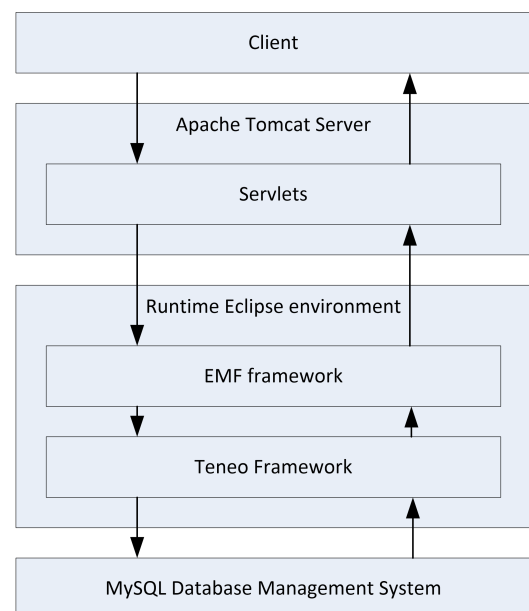 Client
Apache Tomcat Server
Servlets
Runtime Eclipse environment
EMF framework
Teneo Framework
MySQL Database Management System